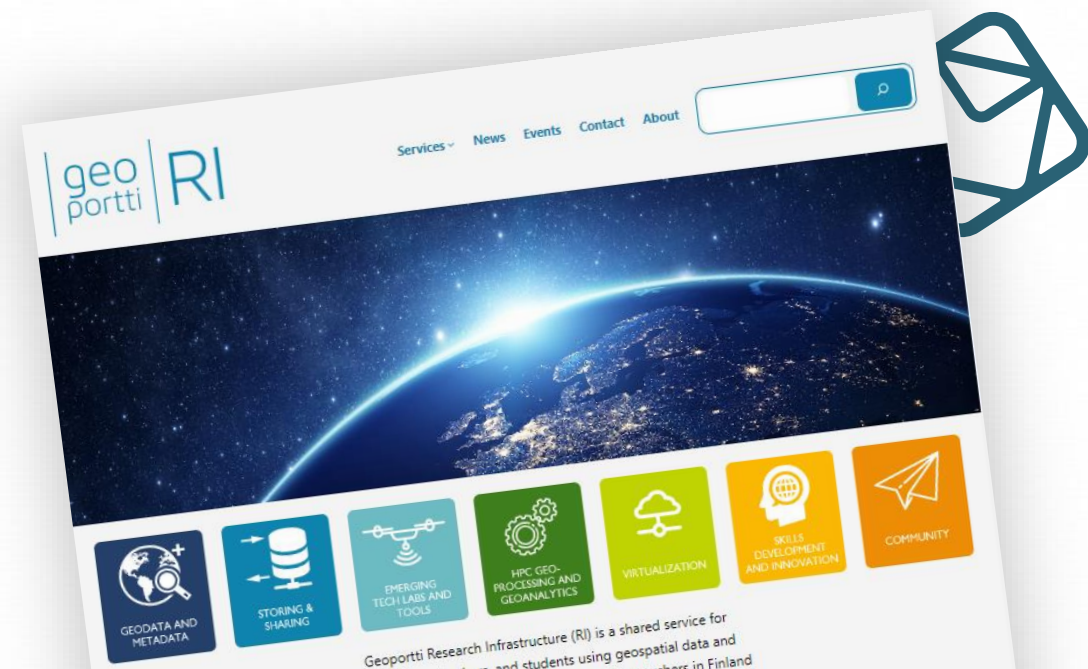 geo
portti
RI
Services
News
Events
Contact
About
GEODATA AND
METADATA
STORING &
SHARING
EMERGING
TECH LABS AND
TOOLS
HPC GEO-
PROCESSING AND
GEOANALYTICS
VIRTUALIZATION
SKILLS
DEVELOPMENT
AND INNOVATION
COMMUNITY
Geoportti Research Infrastructure (RI) is a shared service for
and students using geospatial data and
in Finland